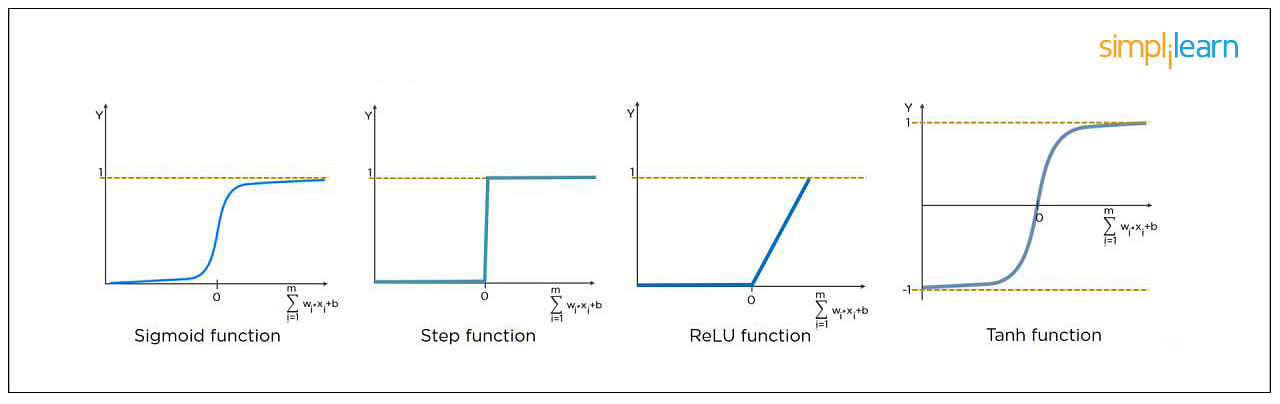 simplilearn
Y
1
0
m
∑ wᵢ*xᵢ+b
i=1
Sigmoid function
Y
1
0
m
∑ wᵢ*xᵢ+b
i=1
Step function
Y
1
0
m
∑ wᵢ*xᵢ+b
i=1
ReLU function
Y
1
0
m
∑ wᵢ*xᵢ+b
i=1
-1
Tanh function